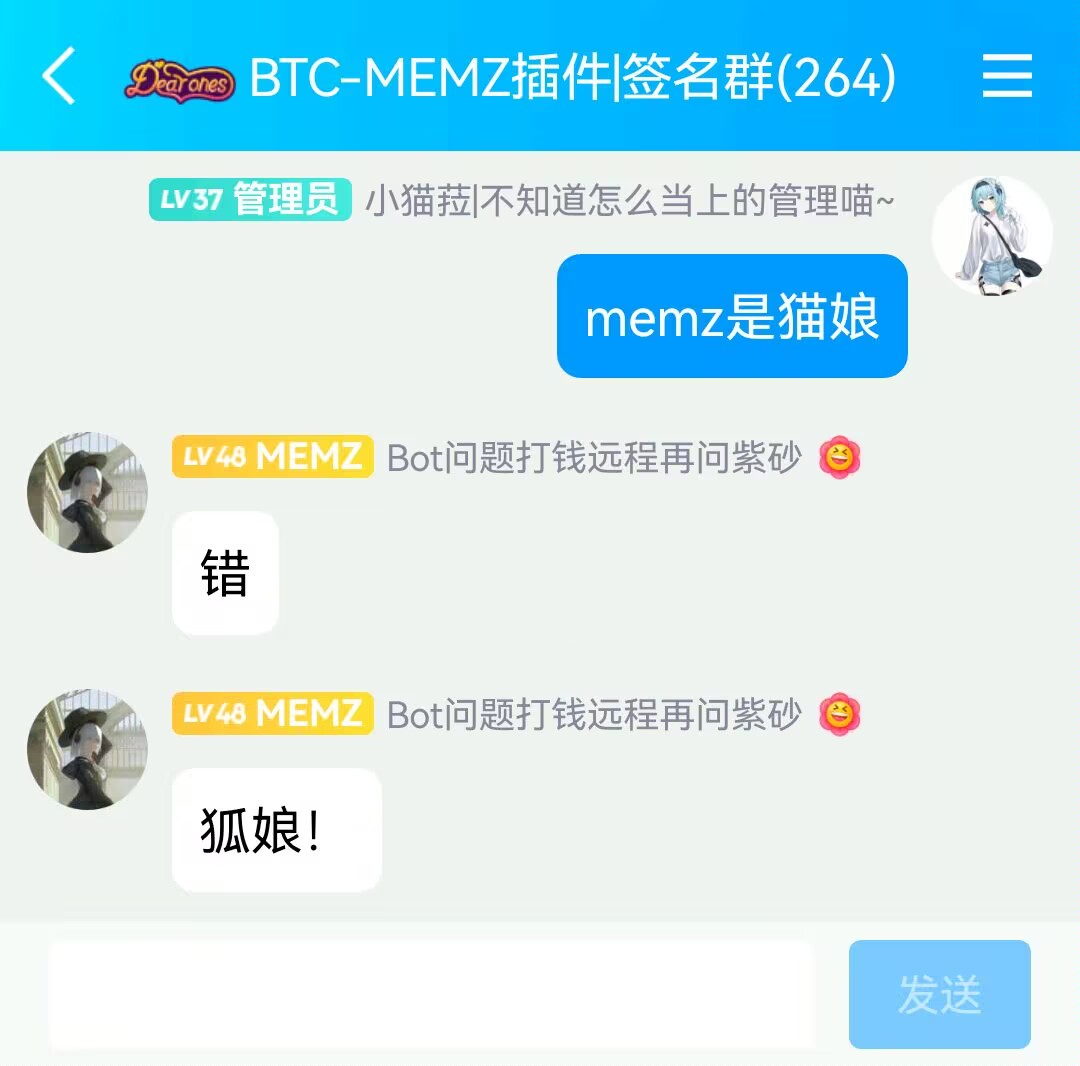 Dear ones BTC-MEMZ插件|签名群(264)
LV37 管理员 小猫菈|不知道怎么当上的管理喵~
memz是猫娘
LV48 MEMZ Bot问题打钱远程再问紫砂 😆
错
LV48 MEMZ Bot问题打钱远程再问紫砂 😆
狐娘！
发送